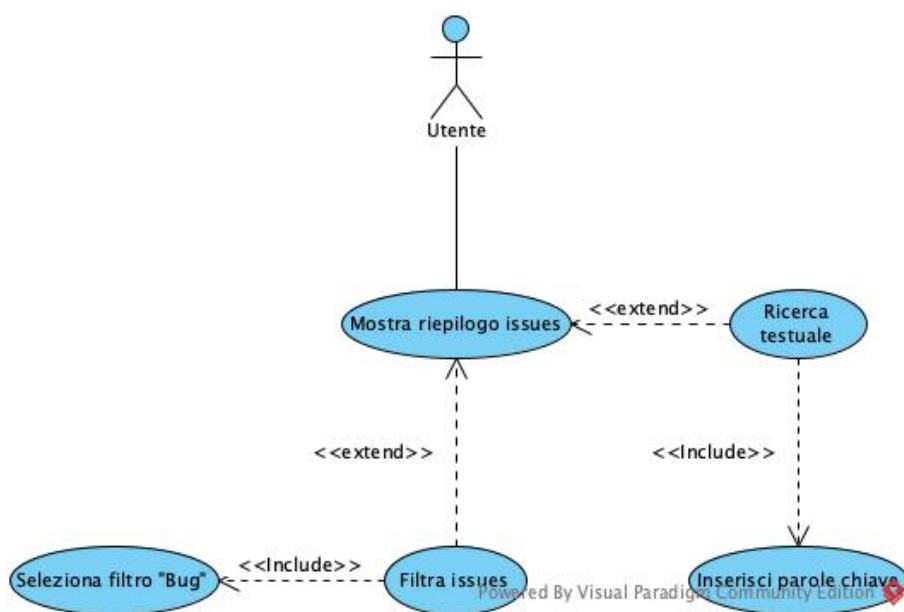 Utente
Mostra riepilogo issues
<<extend>>
Ricerca
testuale
<<extend>>
<<Include>>
Seleziona filtro "Bug"
<<Include>>
Filtra issues
Inserisci parole chiave
Powered By Visual Paradigm Community Edition